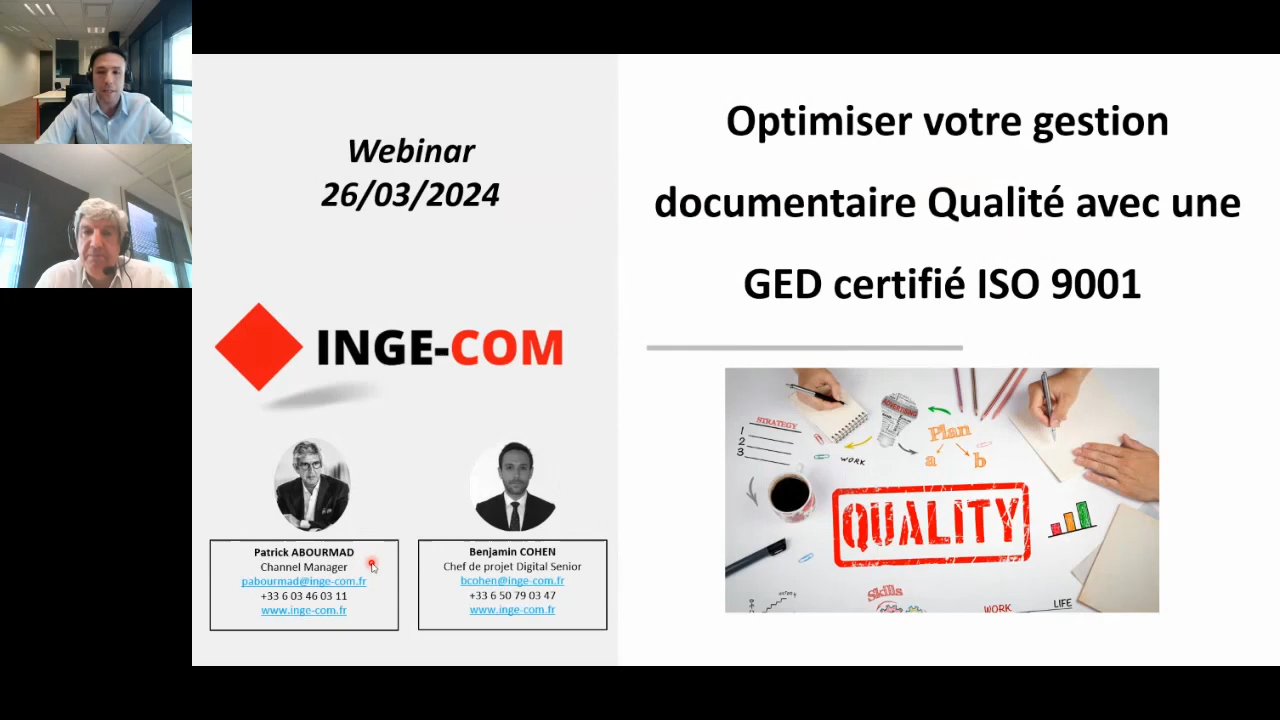 Webinar
26/03/2024
INGE-COM
Patrick ABOURMAD
Channel Manager
pabourmad@inge-com.fr
+33 6 03 46 03 11
www.inge-com.fr
Benjamin COHEN
Chef de projet Digital Senior
bcohen@inge-com.fr
+33 6 50 79 03 47
www.inge-com.fr
Optimiser votre gestion
documentaire Qualité avec une
GED certifié ISO 9001
STRATEGY
1
2
3
ADVERTISING
WORK
Plan
a b
QUALITY
Skills
WORK
LIFE